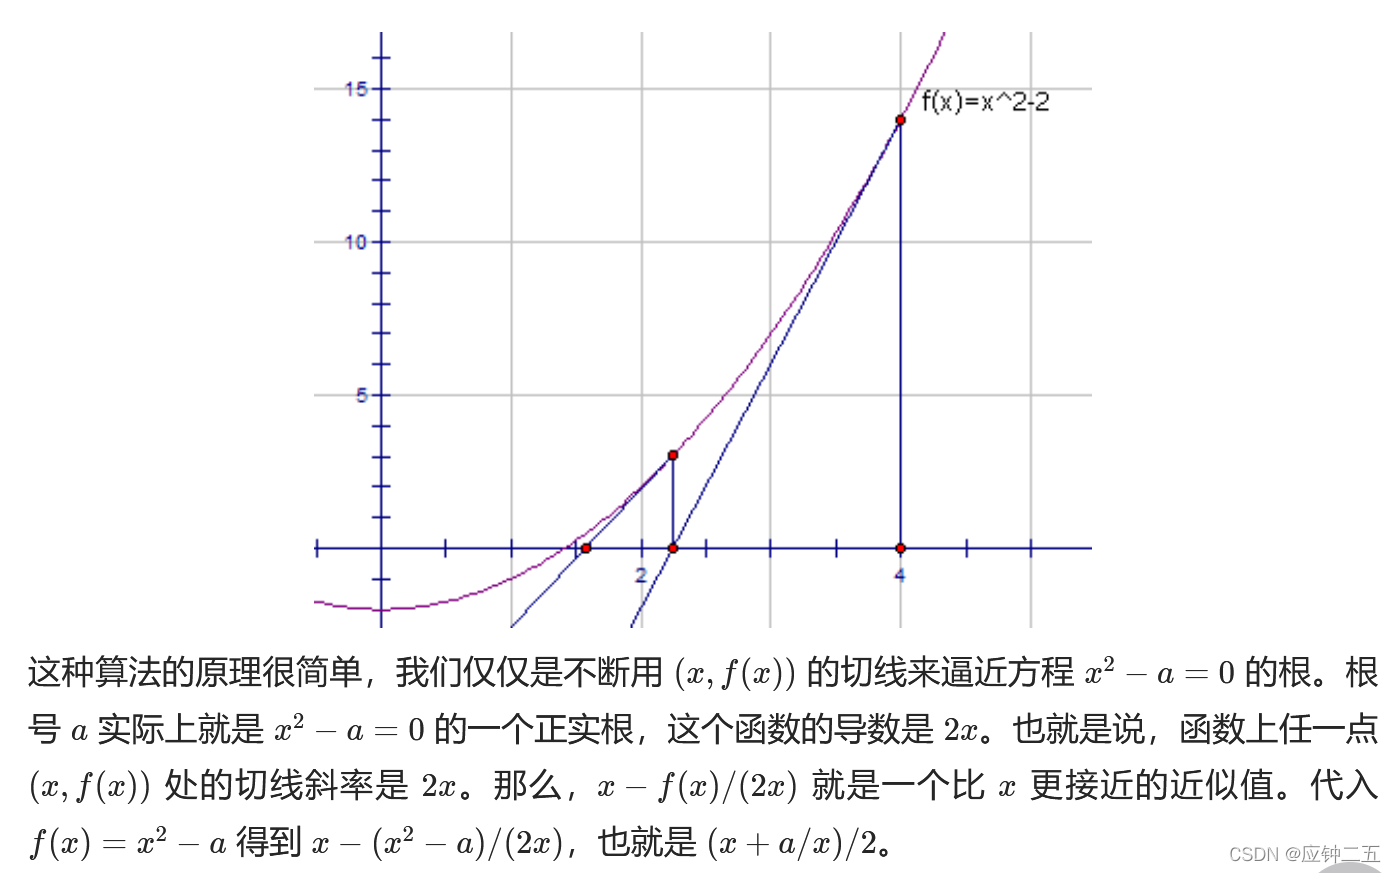 15
f(x)=x^2-2
10
5
2
4
这种算法的原理很简单，我们仅仅是不断用 (x, f(x)) 的切线来逼近方程 x² − a = 0 的根。根
号 a 实际上就是 x² − a = 0 的一个正实根，这个函数的导数是 2x。也就是说，函数上任一点
(x, f(x)) 处的切线斜率是 2x。那么，x − f(x)/(2x) 就是一个比 x 更接近的近似值。代入
f(x) = x² − a 得到 x − (x² − a)/(2x)，也就是 (x + a/x)/2。
CSDN @应钟二五